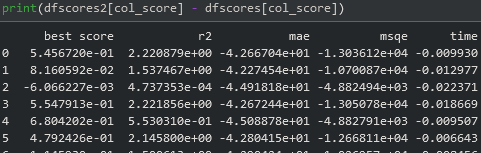 print(dfscores2[col_score] - dfscores[col_score])
best score r2 mae msqe time
0 5.456720e-01 2.220879e+00 -4.266704e+01 -1.303612e+04 -0.009930
1 8.160592e-02 1.537467e+00 -4.227454e+01 -1.070087e+04 -0.012977
2 -6.066227e-03 4.737353e-04 -4.491818e+01 -4.882494e+03 -0.022371
3 5.547913e-01 2.221856e+00 -4.267244e+01 -1.305078e+04 -0.018669
4 6.804202e-01 5.530310e-01 -4.508878e+01 -4.882791e+03 -0.009507
5 4.792426e-01 2.145800e+00 -4.280415e+01 -1.266811e+04 -0.006643